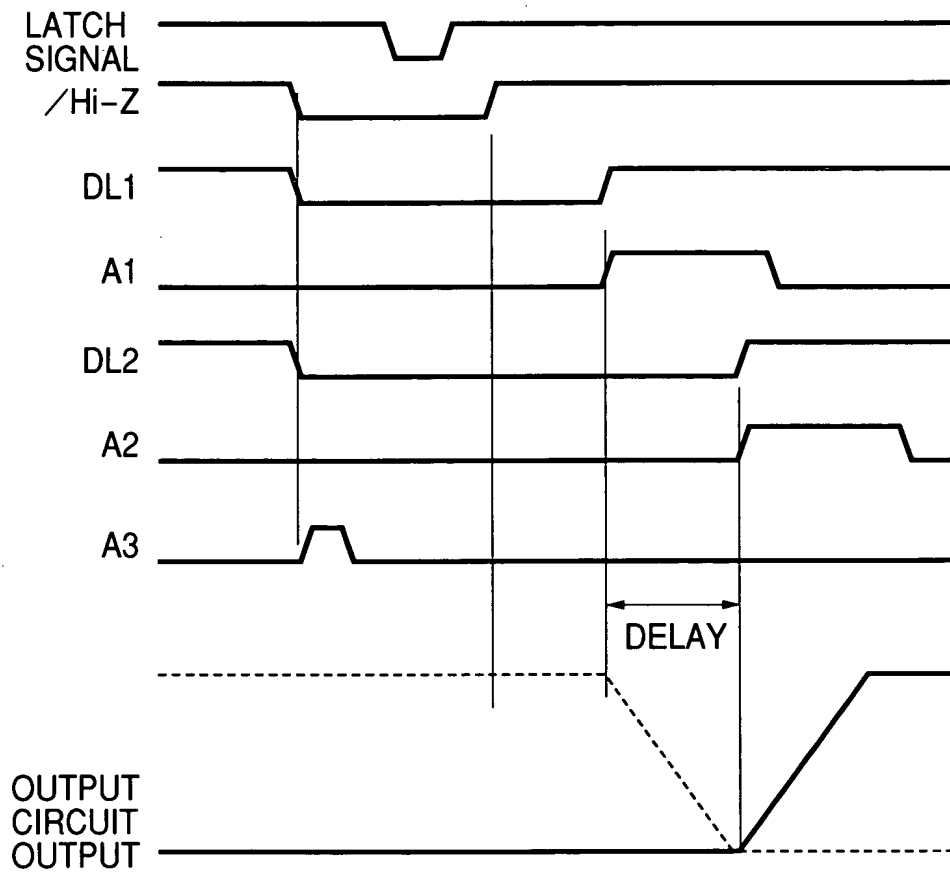 LATCH
SIGNAL
/Hi-Z
DL1
A1
DL2
A2
A3
DELAY
OUTPUT
CIRCUIT
OUTPUT